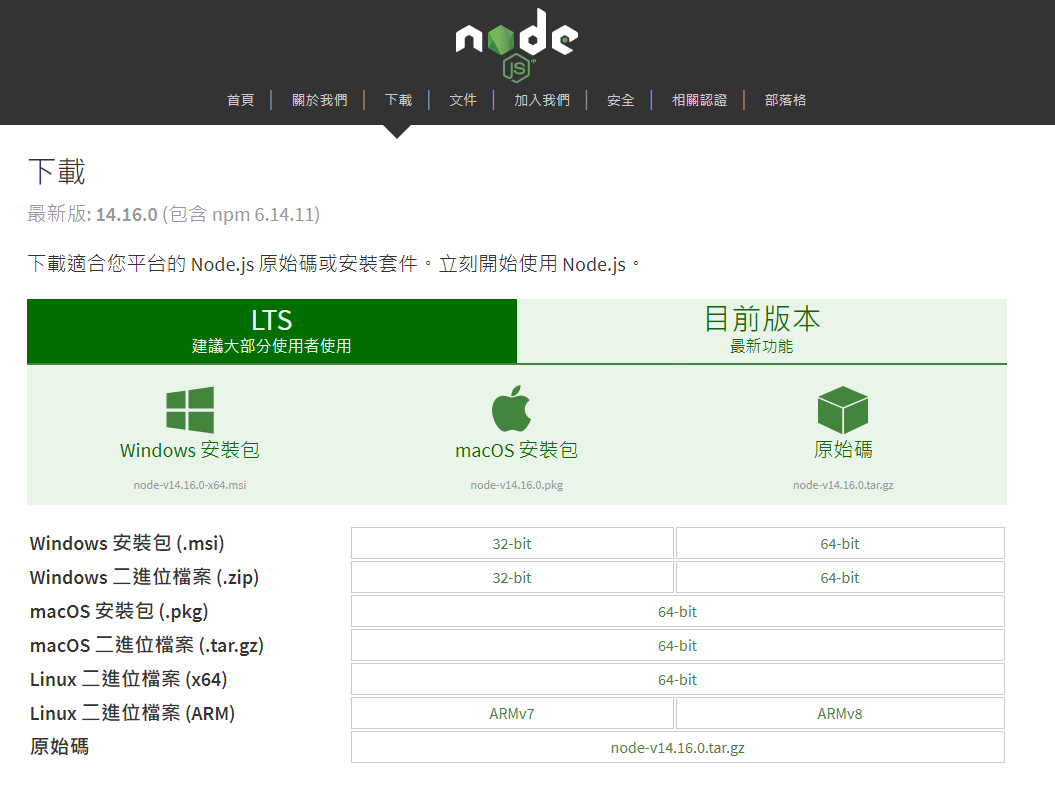 node
JS
首頁 | 關於我們 | 下載 | 文件 | 加入我們 | 安全 | 相關認證 | 部落格
下載
最新版: 14.16.0 (包含 npm 6.14.11)
下載適合您平台的 Node.js 原始碼或安裝套件。立刻開始使用 Node.js。
LTS 目前版本
建議大部分使用者使用 最新功能
Windows 安裝包 macOS 安裝包 原始碼
node-v14.16.0-x64.msi node-v14.16.0.pkg node-v14.16.0.tar.gz
Windows 安裝包 (.msi) 32-bit 64-bit
Windows 二進位檔案 (.zip) 32-bit 64-bit
macOS 安裝包 (.pkg) 64-bit
macOS 二進位檔案 (.tar.gz) 64-bit
Linux 二進位檔案 (x64) 64-bit
Linux 二進位檔案 (ARM) ARMv7 ARMv8
原始碼 node-v14.16.0.tar.gz